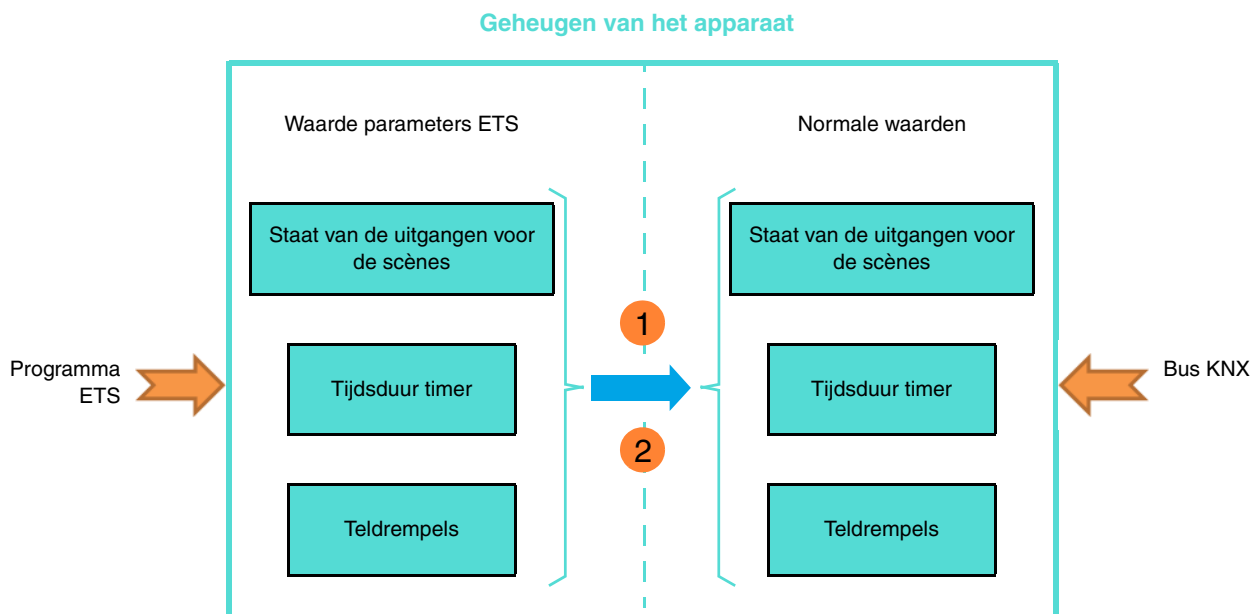 Geheugen van het apparaat
Waarde parameters ETS
Normale waarden
Staat van de uitgangen voor
de scènes
Staat van de uitgangen voor
de scènes
1
Programma
ETS
Tijdsduur timer
Tijdsduur timer
Bus KNX
2
Teldrempels
Teldrempels